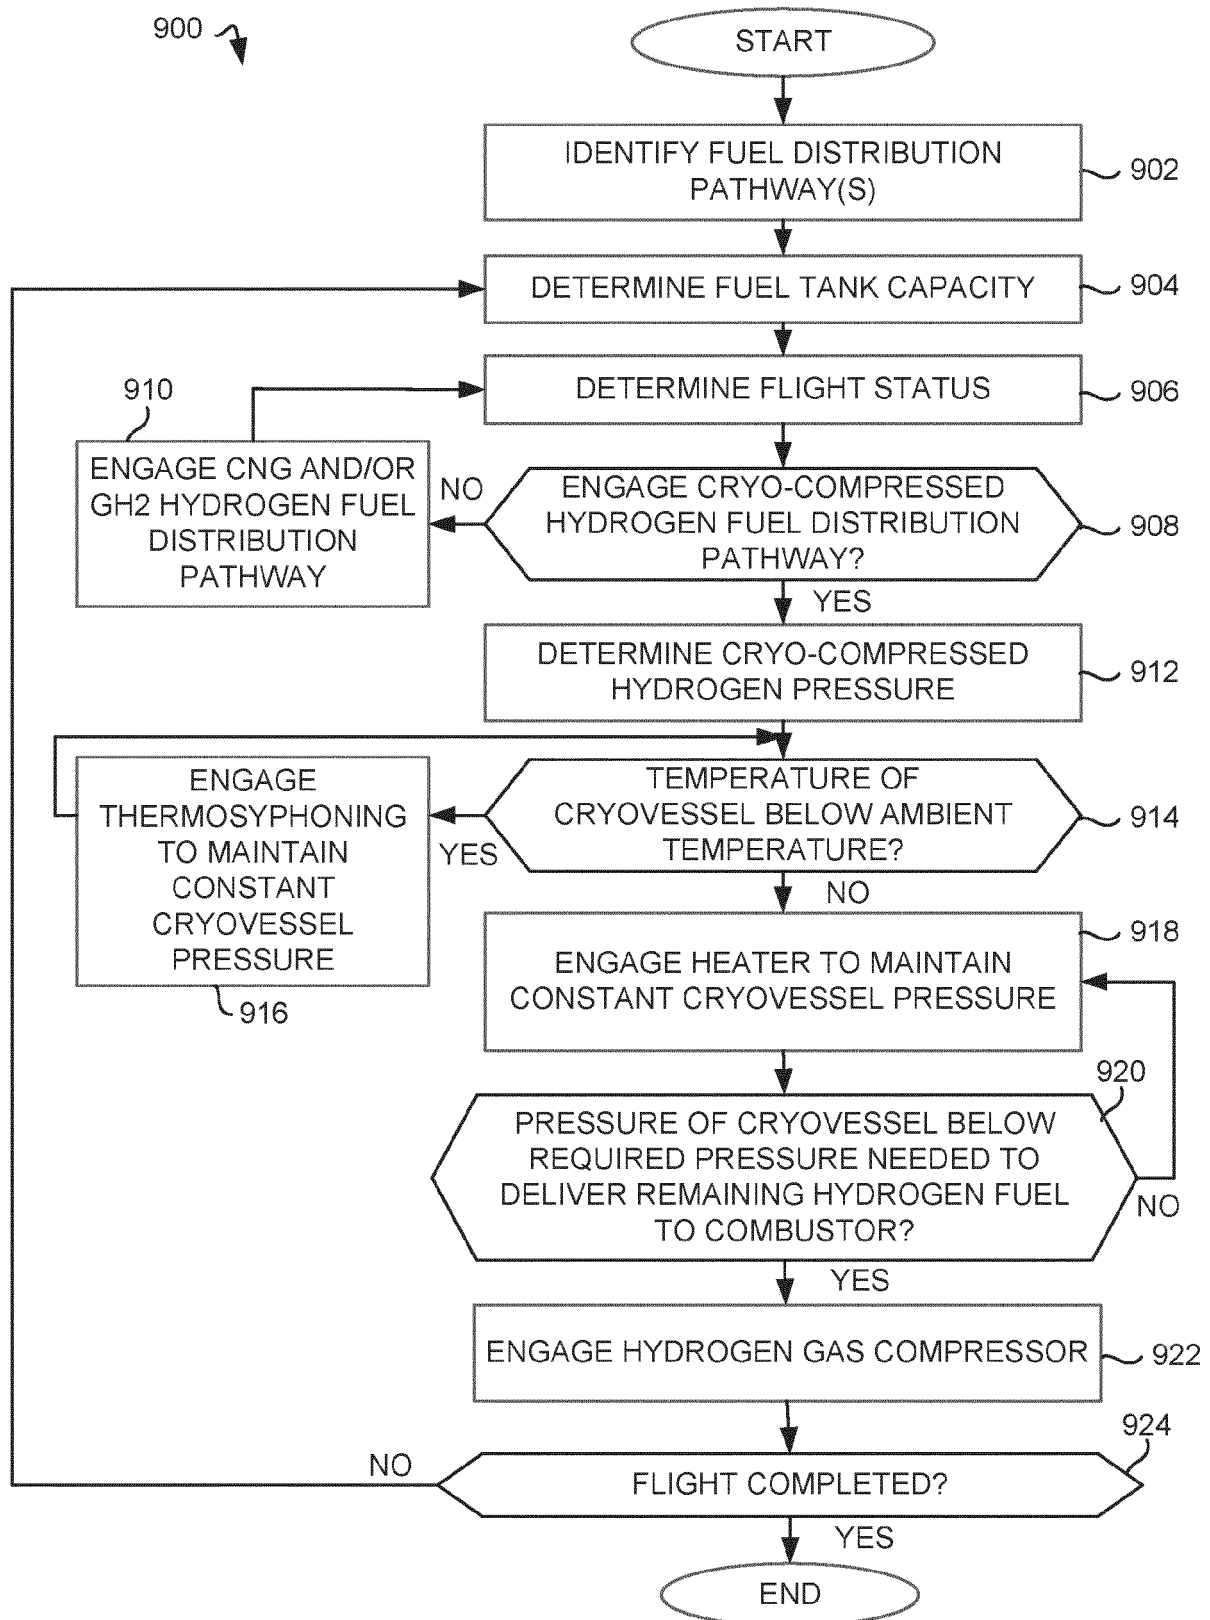 900
START
IDENTIFY FUEL DISTRIBUTION
PATHWAY(S)
902
DETERMINE FUEL TANK CAPACITY
904
DETERMINE FLIGHT STATUS
906
910
ENGAGE CNG AND/OR
GH2 HYDROGEN FUEL
DISTRIBUTION
PATHWAY
NO
ENGAGE CRYO-COMPRESSED
HYDROGEN FUEL DISTRIBUTION
PATHWAY?
908
YES
DETERMINE CRYO-COMPRESSED
HYDROGEN PRESSURE
912
ENGAGE
THERMOSYPHONING
TO MAINTAIN
CONSTANT
CRYOVESSEL
PRESSURE
916
YES
TEMPERATURE OF
CRYOVESSEL BELOW AMBIENT
TEMPERATURE?
914
NO
ENGAGE HEATER TO MAINTAIN
CONSTANT CRYOVESSEL PRESSURE
918
920
PRESSURE OF CRYOVESSEL BELOW
REQUIRED PRESSURE NEEDED TO
DELIVER REMAINING HYDROGEN FUEL
TO COMBUSTOR?
NO
YES
ENGAGE HYDROGEN GAS COMPRESSOR
922
924
NO
FLIGHT COMPLETED?
YES
END